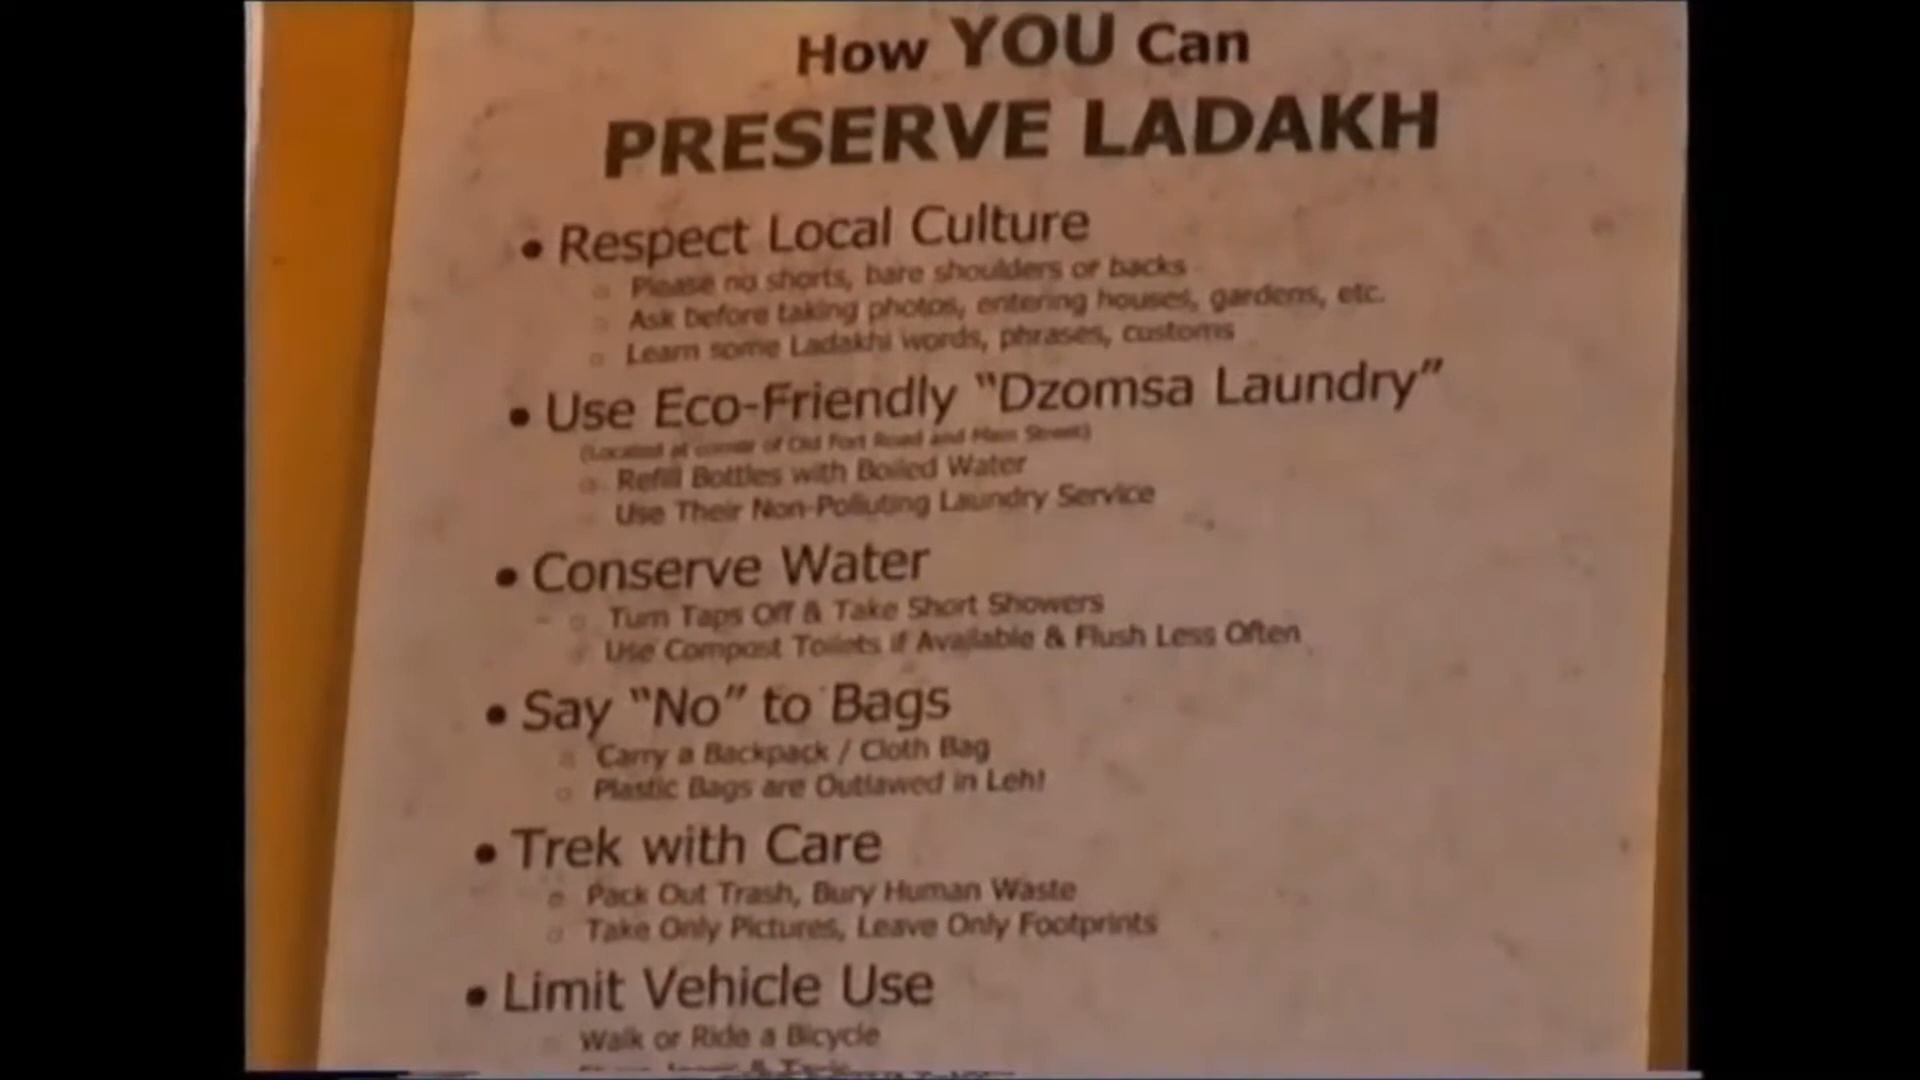 How YOU Can
PRESERVE LADAKH
• Respect Local Culture
○ Please no shorts, bare shoulders or backs
○ Ask before taking photos, entering houses, gardens, etc.
○ Learn some Ladakhi words, phrases, customs
• Use Eco-Friendly “Dzomsa Laundry”
(Located at corner of Old Fort Road and Main Street)
○ Refill Bottles with Boiled Water
Use Their Non-Polluting Laundry Service
• Conserve Water
○ Turn Taps Off & Take Short Showers
○ Use Compost Toilets if Available & Flush Less Often
• Say “No” to Bags
○ Carry a Backpack / Cloth Bag
○ Plastic Bags are Outlawed in Leh!
• Trek with Care
○ Pack Out Trash, Bury Human Waste
○ Take Only Pictures, Leave Only Footprints
• Limit Vehicle Use
○ Walk or Ride a Bicycle